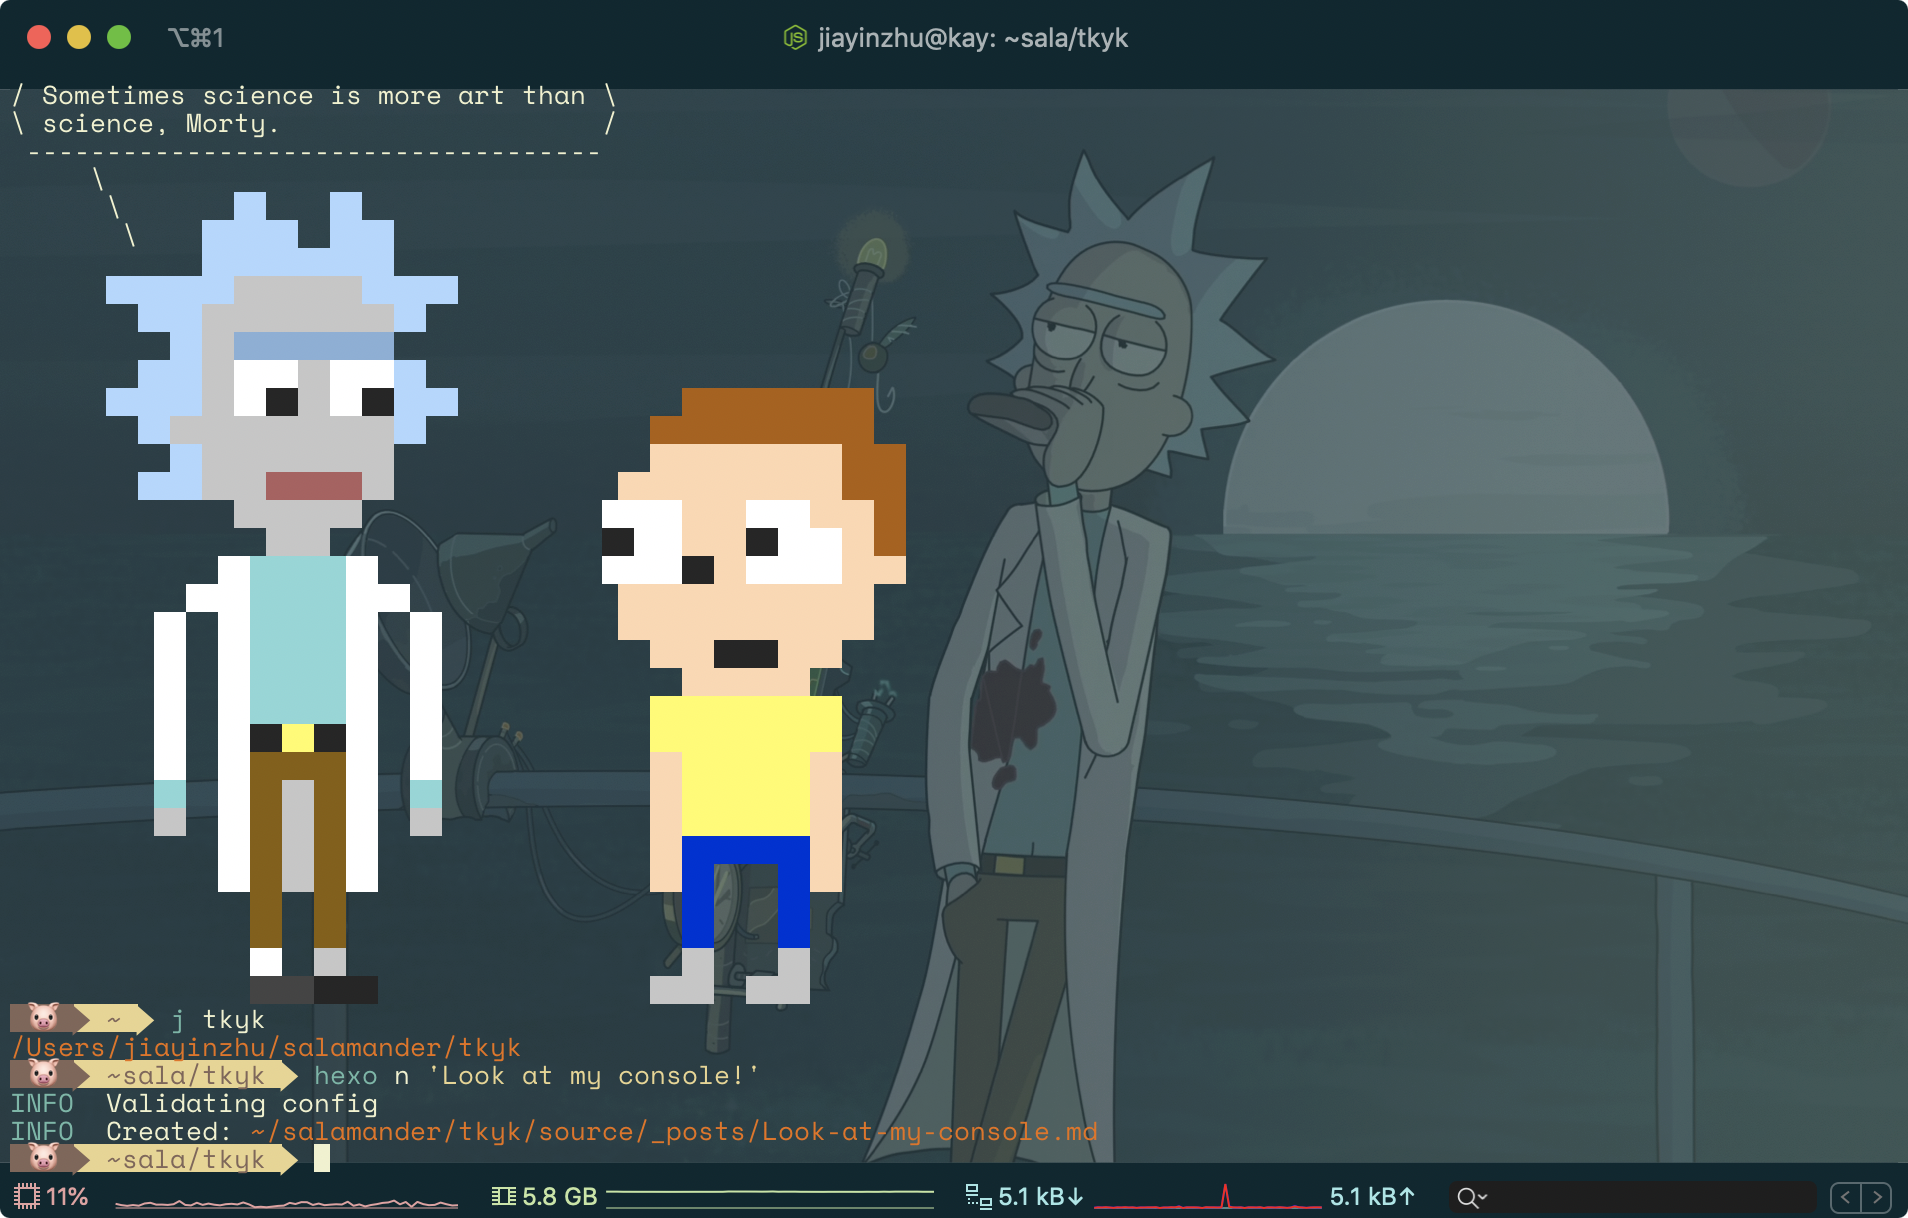 ⌥⌘1
jiayinzhu@kay: ~sala/tkyk
/ Sometimes science is more art than \
\ science, Morty. /
------------------------------------
\
\
\
~ j tkyk
/Users/jiayinzhu/salamander/tkyk
~sala/tkyk hexo n 'Look at my console!'
INFO Validating config
INFO Created: ~/salamander/tkyk/source/_posts/Look-at-my-console.md
~sala/tkyk
11% 5.8 GB 5.1 kB↓ 5.1 kB↑